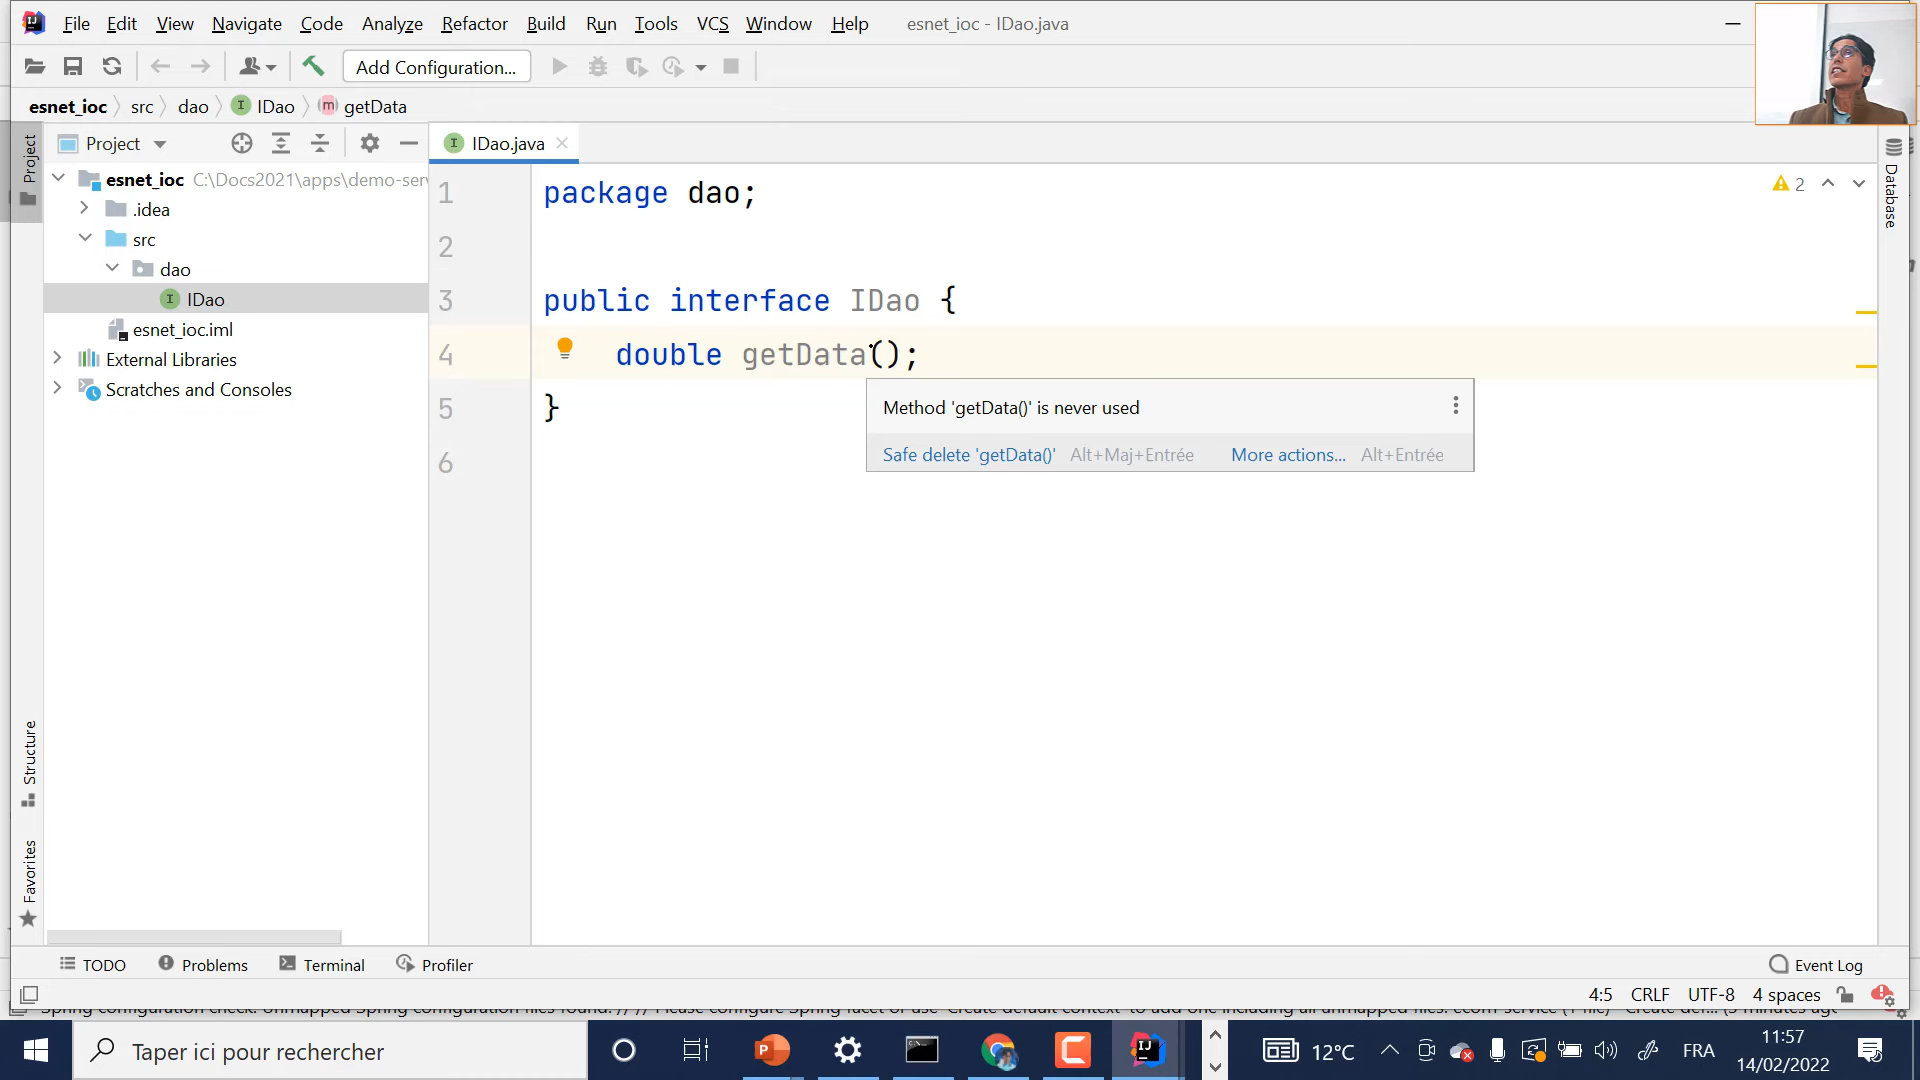 File Edit View Navigate Code Analyze Refactor Build Run Tools VCS Window Help esnet_ioc - IDao.java
Add Configuration...
esnet_ioc src dao IDao getData
Project
Project
IDao.java
esnet_ioc C:\Docs2021\apps\demo-ser
.idea
src
dao
IDao
esnet_ioc.iml
External Libraries
Scratches and Consoles
1 package dao;
2
3 public interface IDao {
4 double getData();
5 }
6
2
Method 'getData()' is never used
Safe delete 'getData()' Alt+Maj+Entrée More actions... Alt+Entrée
Database
Structure
Favorites
TODO Problems Terminal Profiler Event Log
4:5 CRLF UTF-8 4 spaces
Taper ici pour rechercher
12°C
FRA
11:57
14/02/2022